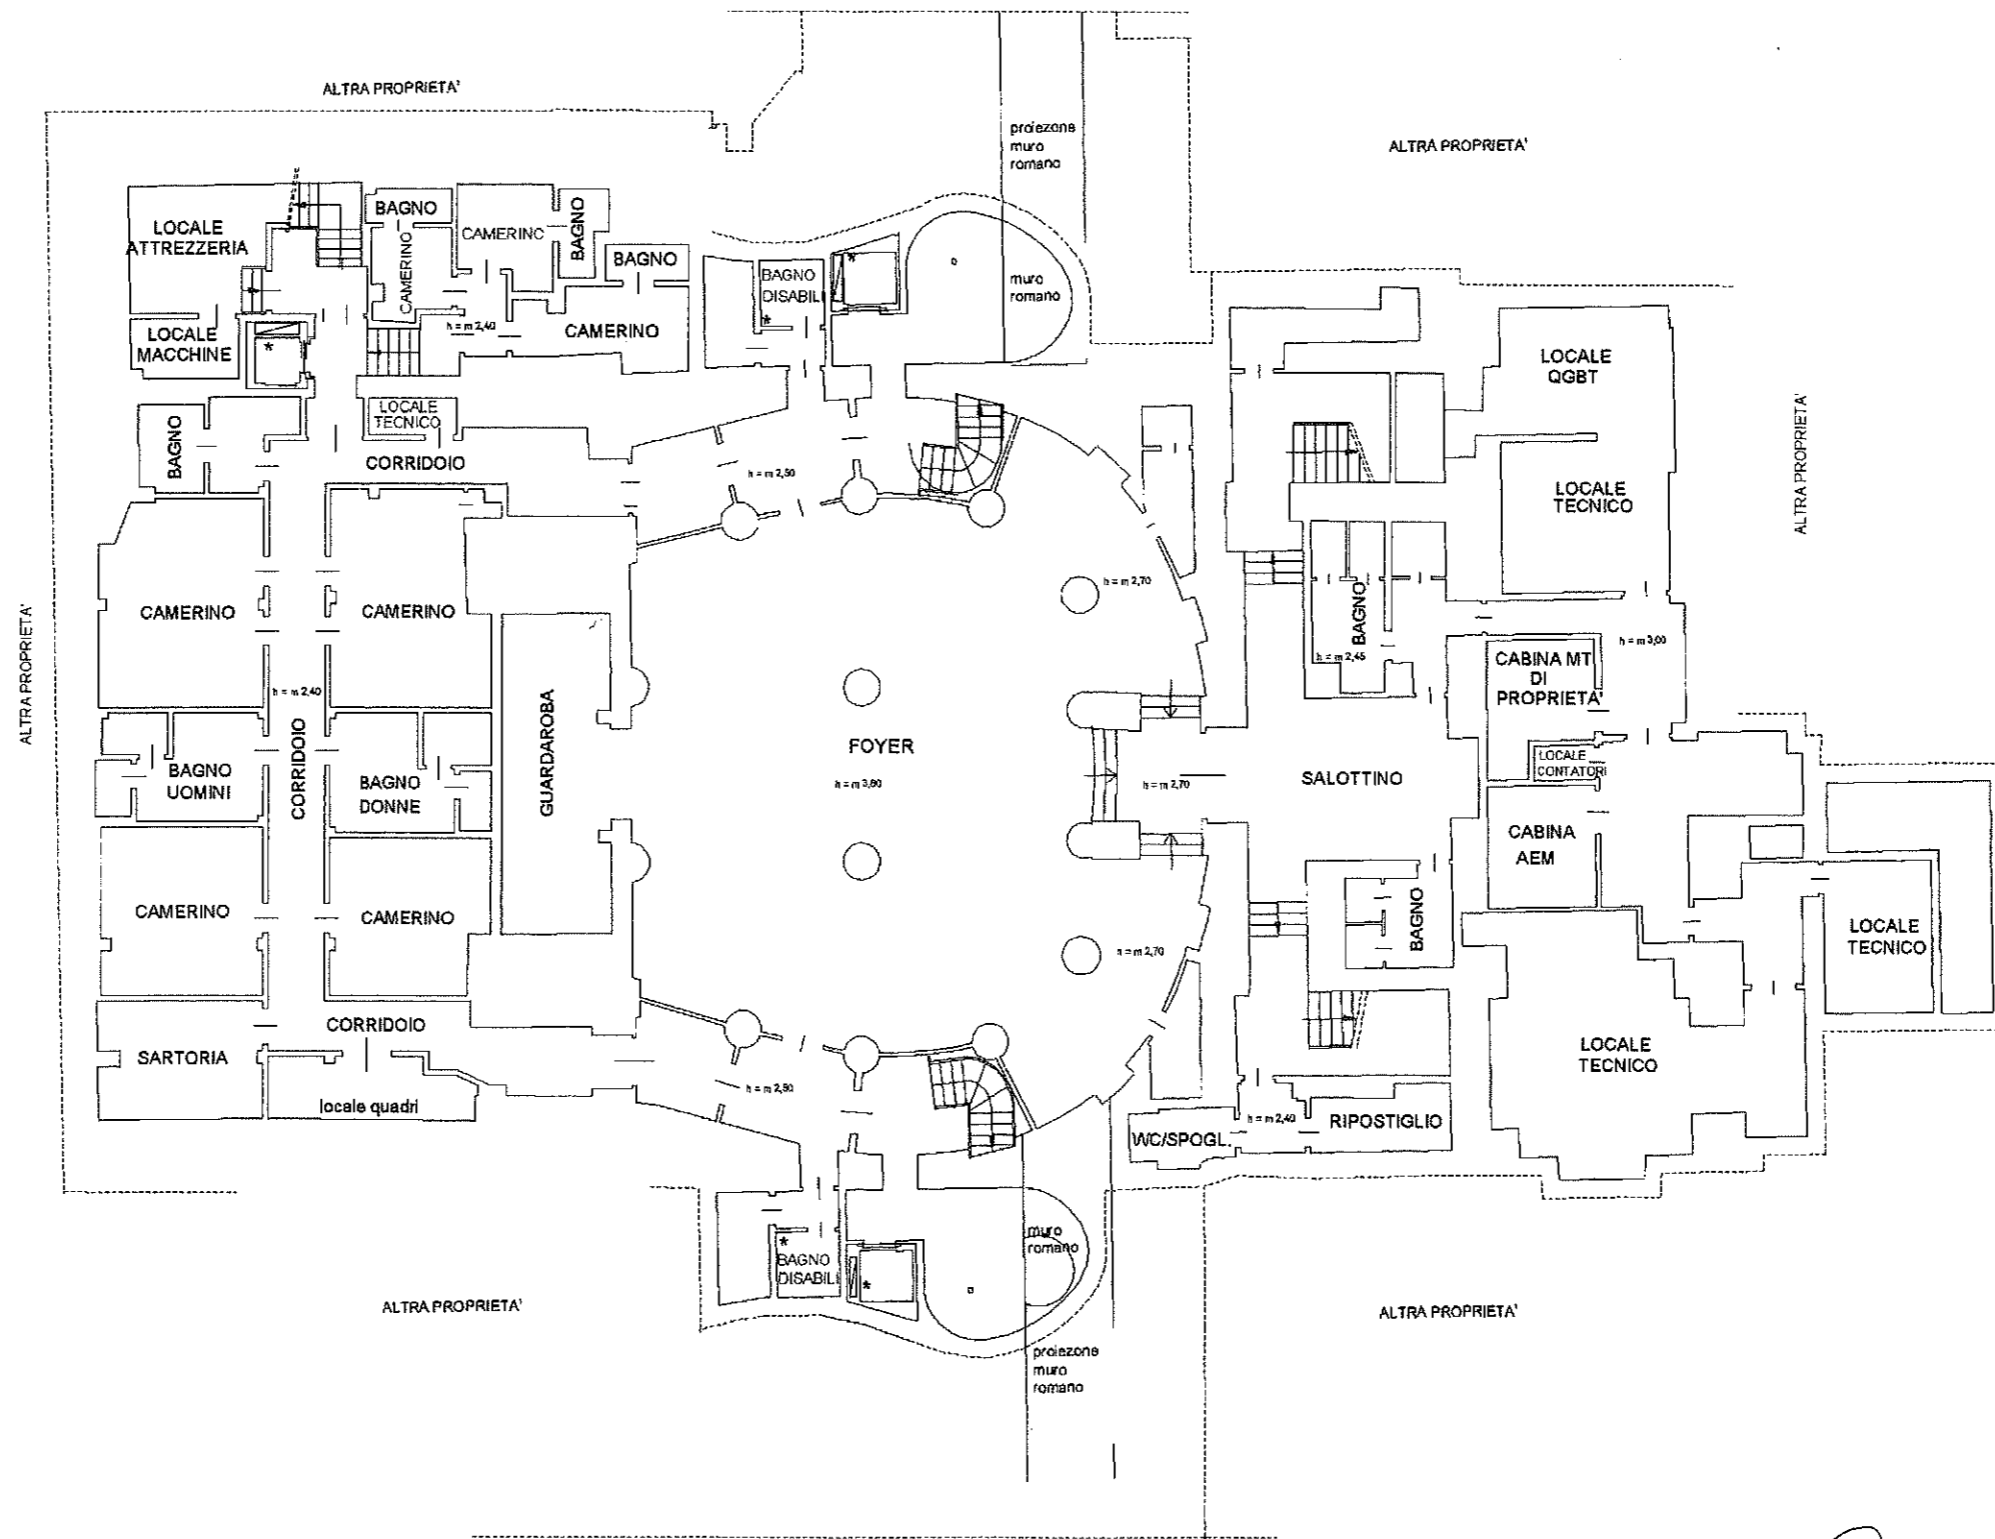 ALTRA PROPRIETA'
proiezone
muro
romano
ALTRA PROPRIETA'
LOCALE
ATTREZZERIA
BAGNO
CAMERINO
CAMERINO
BAGNO
BAGNO
BAGNO
DISABILI
*
*
muro
romano
LOCALE
MACCHINE
*
h = m 2,40
CAMERINO
LOCALE
QGBT
LOCALE
TECNICO
BAGNO
CORRIDOIO
h = m 2,50
LOCALE
TECNICO
ALTRA PROPRIETA'
CAMERINO
CAMERINO
h = m 2,70
BAGNO
h = m 2,45
h = m 3,00
CABINA MT
DI
PROPRIETA'
ALTRA PROPRIETA'
h = m 2,40
CORRIDOIO
GUARDAROBA
FOYER
h = m 3,60
h = m 2,70
SALOTTINO
LOCALE
CONTATORI
BAGNO
UOMINI
BAGNO
DONNE
CABINA
AEM
CAMERINO
CAMERINO
h = m 2,70
BAGNO
LOCALE
TECNICO
CORRIDOIO
SARTORIA
locale quadri
h = m 2,50
LOCALE
TECNICO
WC/SPOGL.
h = m 2,40
RIPOSTIGLIO
*
BAGNO
DISABILI
*
muro
romano
ALTRA PROPRIETA'
ALTRA PROPRIETA'
proiezone
muro
romano